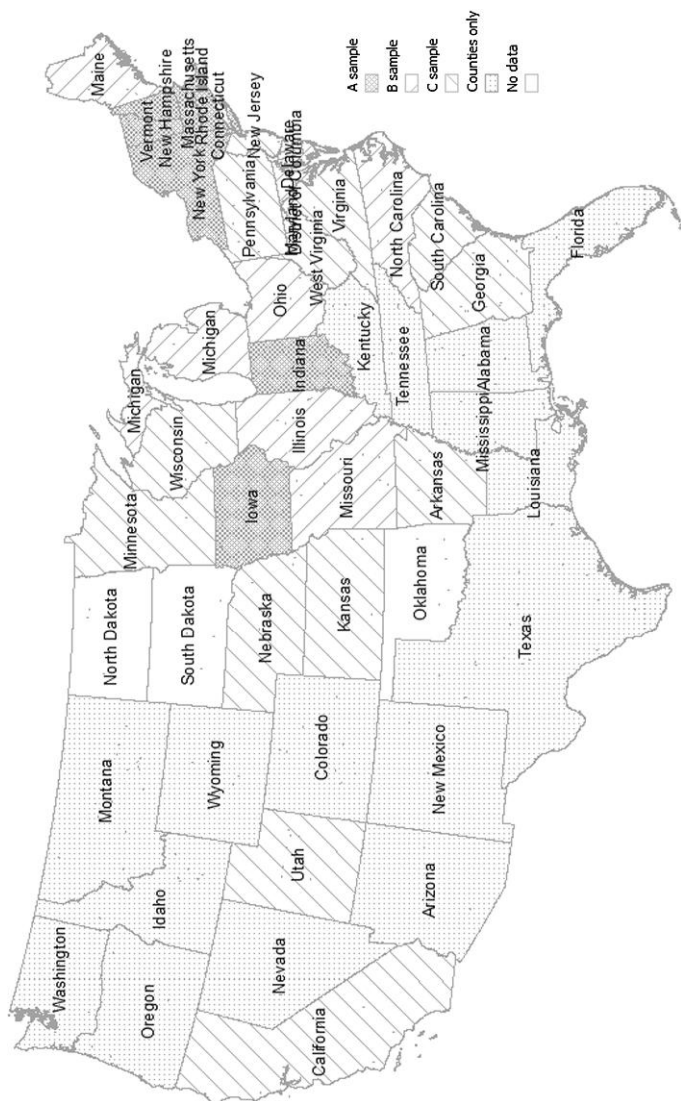 Washington
Oregon
California
Nevada
Idaho
Montana
Wyoming
Utah
Arizona
Colorado
New Mexico
North Dakota
South Dakota
Nebraska
Kansas
Oklahoma
Texas
Minnesota
Iowa
Missouri
Arkansas
Louisiana
Wisconsin
Illinois
Michigan
Michigan
Indiana
Ohio
Kentucky
Tennessee
Mississippi
Alabama
Georgia
Florida
South Carolina
North Carolina
Virginia
West Virginia
Maryland
District of Columbia
Delaware
Pennsylvania
New Jersey
New York
Connecticut
Rhode Island
Massachusetts
Vermont
New Hampshire
Maine
A sample
B sample
C sample
Counties only
No data